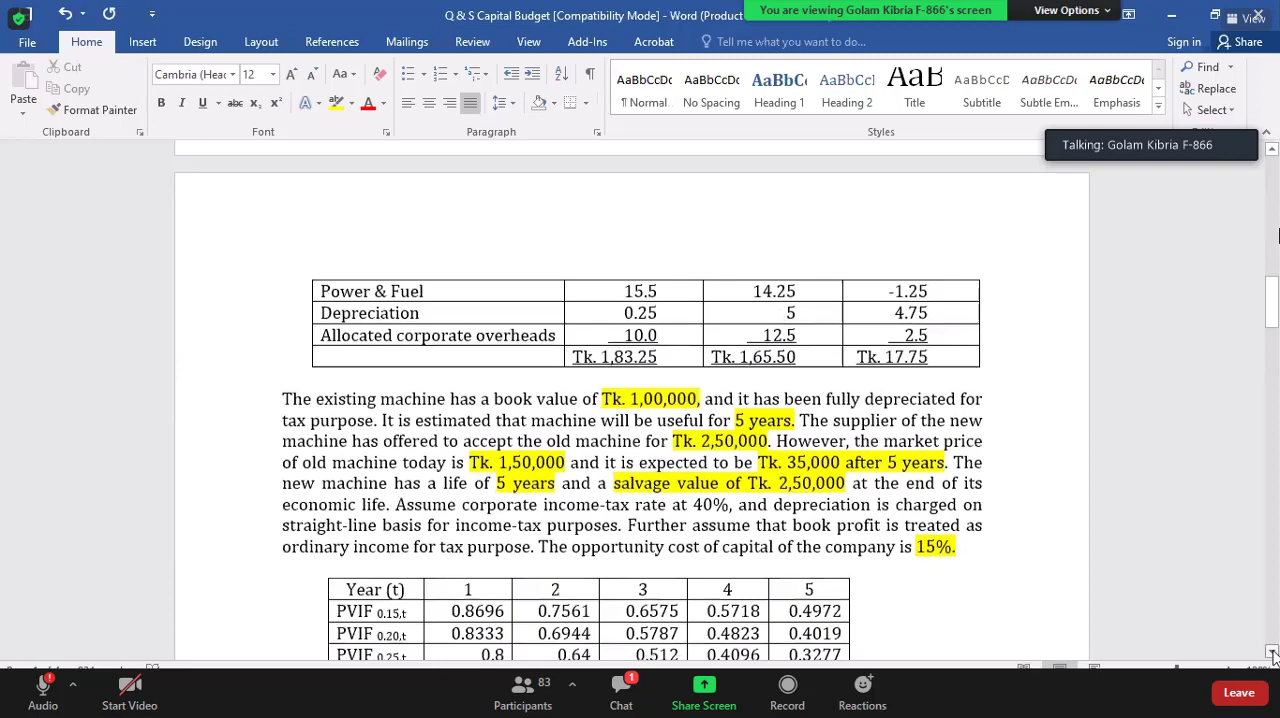 Q & S Capital Budget [Compatibility Mode] - Word (Product
You are viewing Golam Kibria F-866's screen
View Options
View
File Home Insert Design Layout References Mailings Review View Add-Ins Acrobat Tell me what you want to do... Sign in Share
Paste
Cut
Copy
Format Painter
Clipboard
Cambria (Head 12
Font
Paragraph
AaBbCcDc AaBbCcDc AaBbCc AaBbCcl AaB AaBbCcD AaBbCcDc AaBbCcDc
¶ Normal No Spacing Heading Heading 2 Title Subtitle Subtle Em... Emphasis
Styles
Find
Replace
Select
Talking: Golam Kibria F-866
Power & Fuel 15.5 14.25 -1.25
Depreciation 0.25 5 4.75
Allocated corporate overheads 10.0 12.5 2.5
Tk. 1,83.25 Tk. 1,65.50 Tk. 17.75
The existing machine has a book value of Tk. 1,00,000, and it has been fully depreciated for
tax purpose. It is estimated that machine will be useful for 5 years. The supplier of the new
machine has offered to accept the old machine for Tk. 2,50,000. However, the market price
of old machine today is Tk. 1,50,000 and it is expected to be Tk. 35,000 after 5 years. The
new machine has a life of 5 years and a salvage value of Tk. 2,50,000 at the end of its
economic life. Assume corporate income-tax rate at 40%, and depreciation is charged on
straight-line basis for income-tax purposes. Further assume that book profit is treated as
ordinary income for tax purpose. The opportunity cost of capital of the company is 15%.
Year (t) 1 2 3 4 5
PVIF 0.15,t 0.8696 0.7561 0.6575 0.5718 0.4972
PVIF 0.20,t 0.8333 0.6944 0.5787 0.4823 0.4019
PVIF 0.25,t 0.8 0.64 0.512 0.4096 0.3277
Audio
Start Video
83
Participants
1
Chat
Share Screen
Record
Reactions
Leave